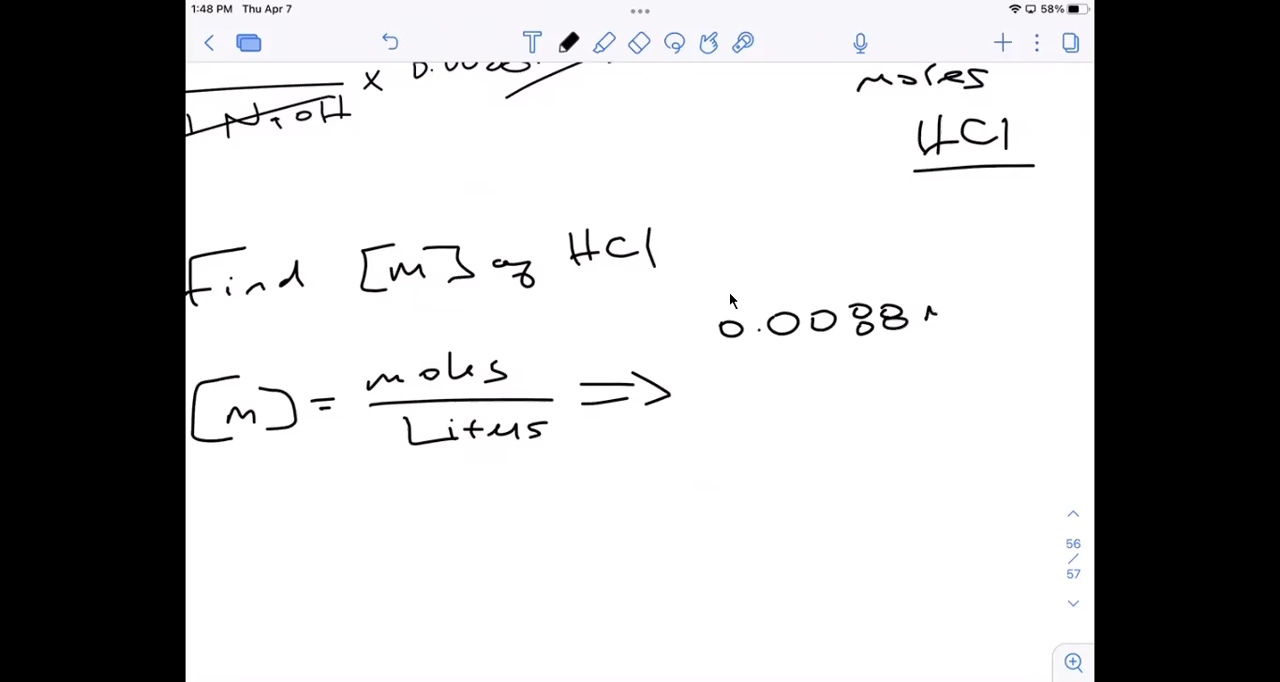 1:48 PM Thu Apr 7
58%
x
moles
NaOH
HCl
Find [m] of HCl
0.0088
[m] = moles / Liters =>
56
/
57